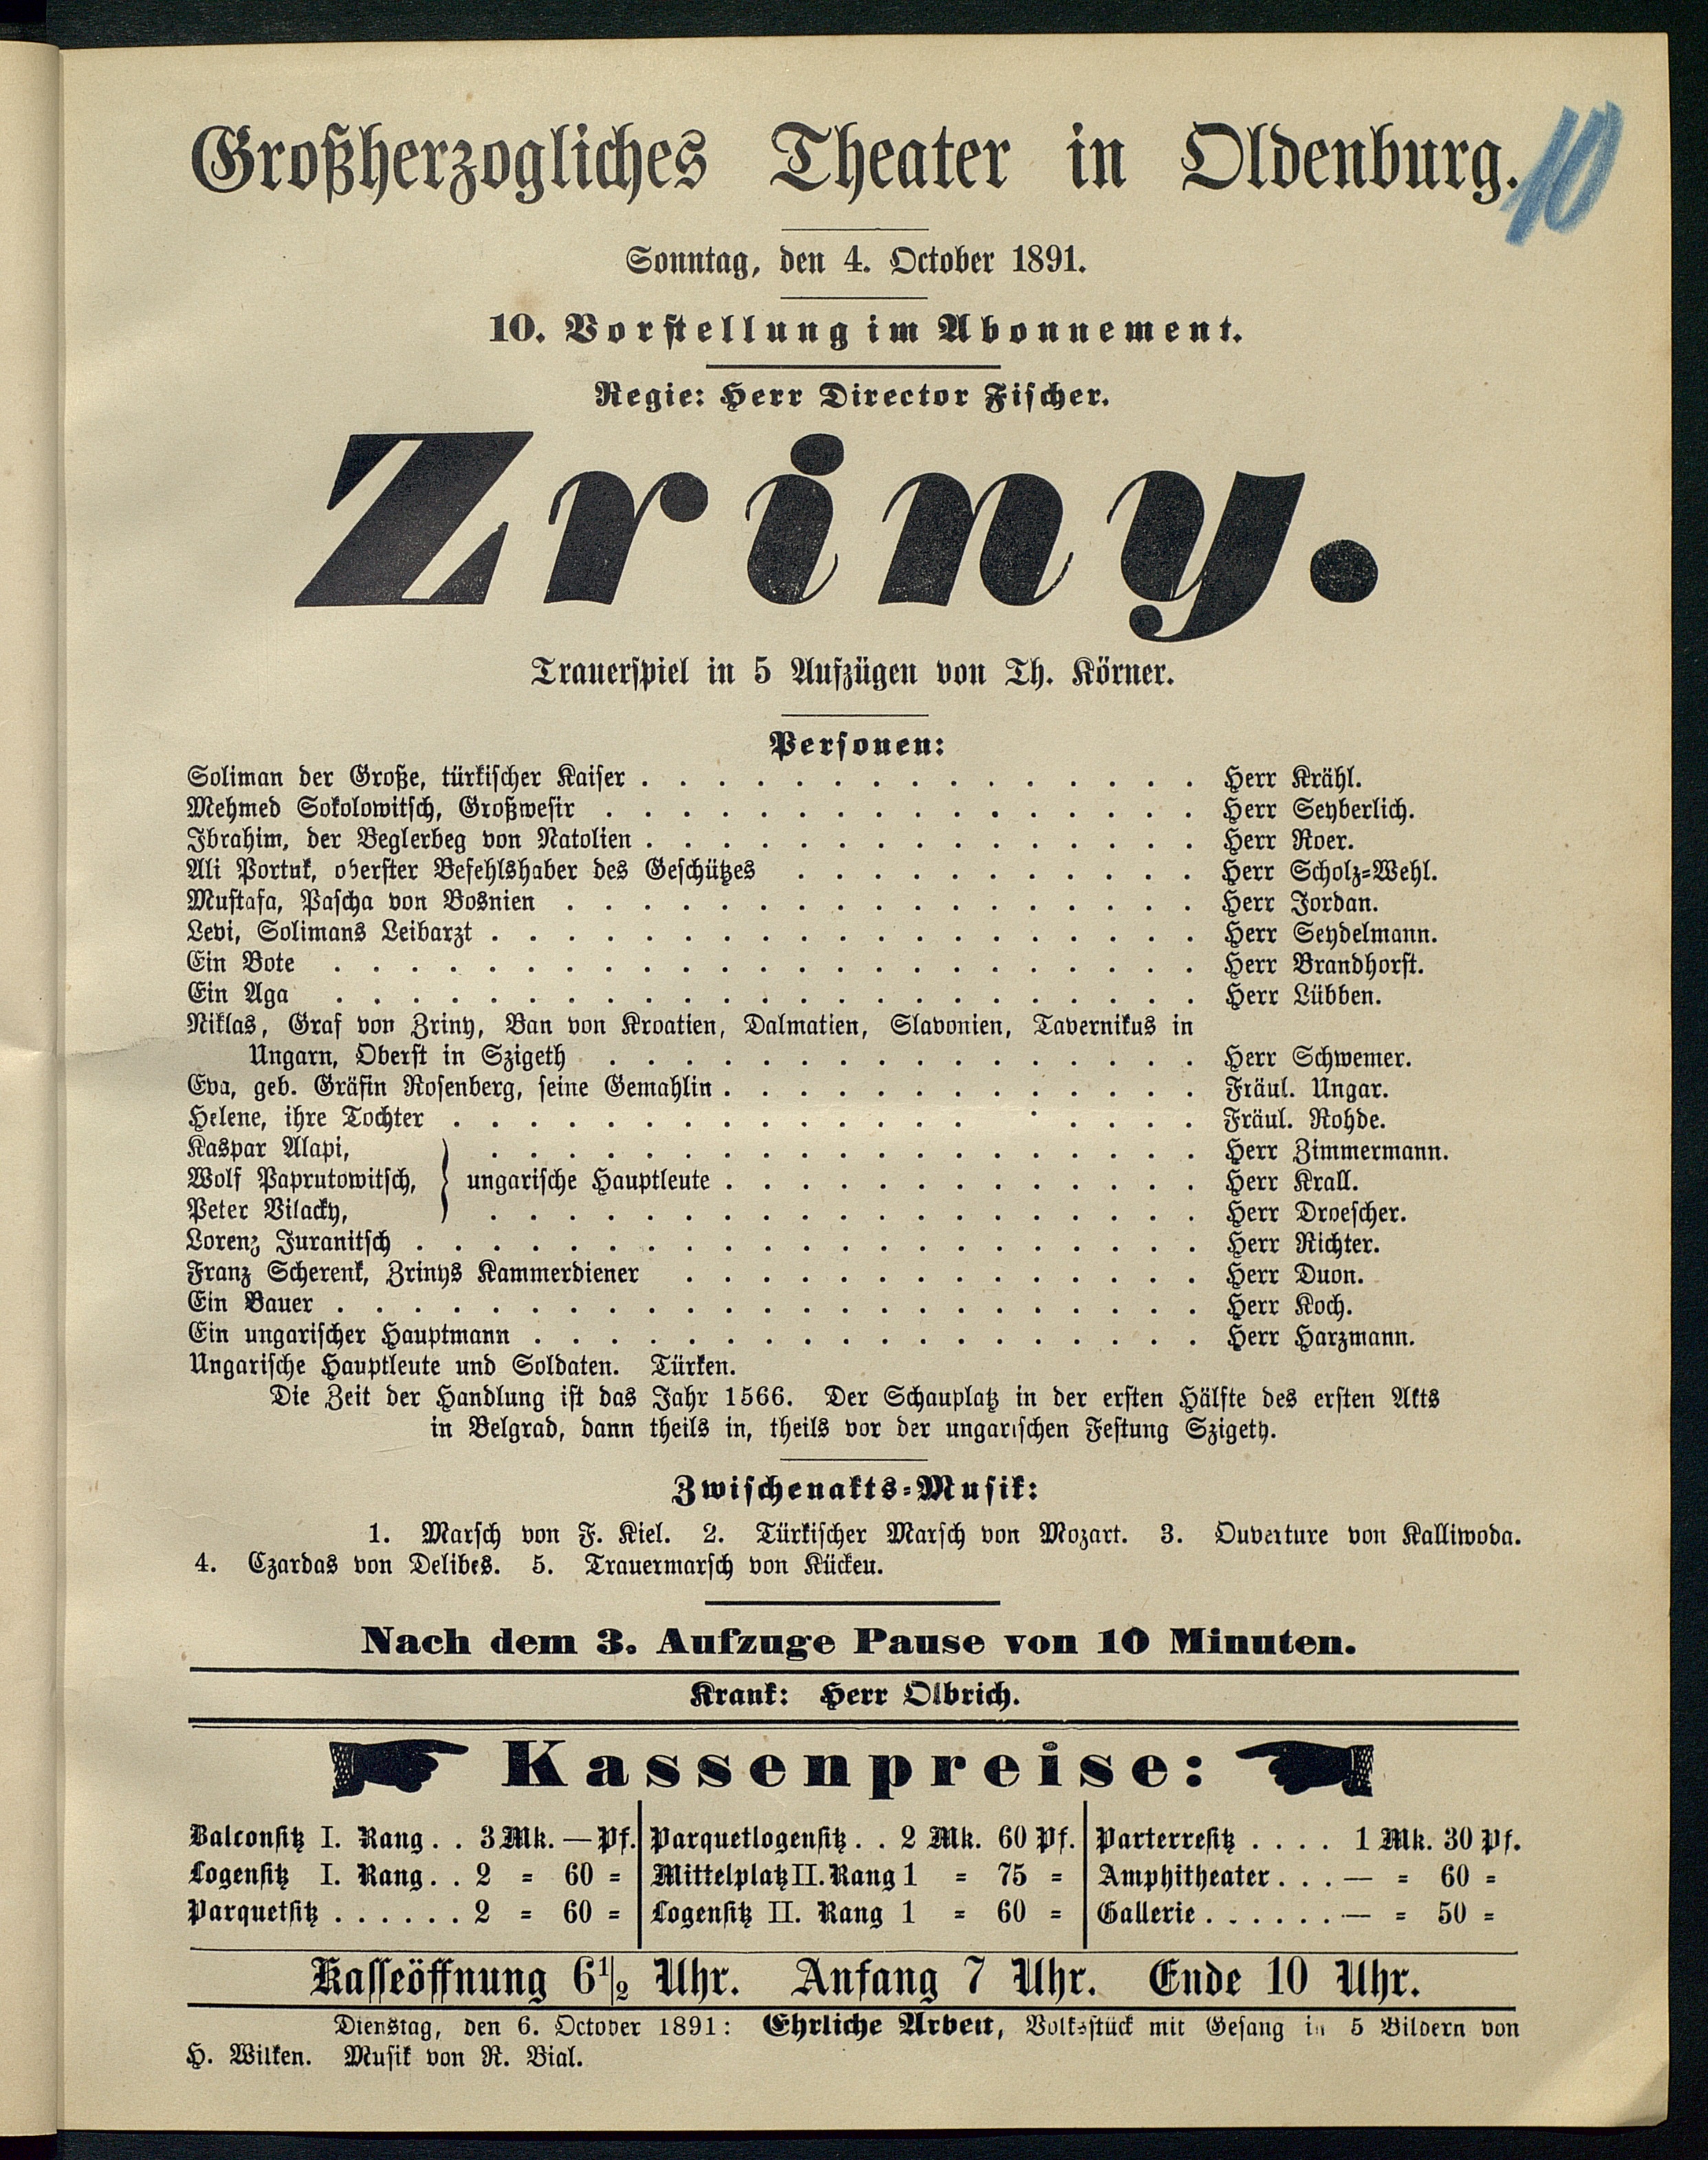 Großherzogliches Theater in Oldenburg.
10
Sonntag, den 4. October 1891.
10. Vorstellung im Abonnement.
Regie: Herr Director Fischer.
Zriny.
Trauerspiel in 5 Aufzügen von Th. Körner.
Personen:
Soliman der Große, türkischer Kaiser . . . . . . . . . . . . . . . Herr Krähl.
Mehmed Sokolowitsch, Großwesir . . . . . . . . . . . . . . . . Herr Seyberlich.
Ibrahim, der Beglerbeg von Natolien . . . . . . . . . . . . . . . Herr Roer.
Ali Portuk, oberster Befehlshaber des Geschützes . . . . . . . . . . . Herr Scholz=Wehl.
Mustafa, Pascha von Bosnien . . . . . . . . . . . . . . . . . Herr Jordan.
Levi, Solimans Leibarzt . . . . . . . . . . . . . . . . . . . Herr Seydelmann.
Ein Bote . . . . . . . . . . . . . . . . . . . . . . . Herr Brandhorst.
Ein Aga . . . . . . . . . . . . . . . . . . . . . . . Herr Lübben.
Niklas, Graf von Zriny, Ban von Kroatien, Dalmatien, Slavonien, Tavernikus in
Ungarn, Oberst in Szigeth . . . . . . . . . . . . . . . . Herr Schwemer.
Eva, geb. Gräfin Rosenberg, seine Gemahlin . . . . . . . . . . . . . Fräul. Ungar.
Helene, ihre Tochter . . . . . . . . . . . . . . . . . . . Fräul. Rohde.
Kaspar Alapi, . . . . . . . . . . . . . . . . . . . Herr Zimmermann.
Wolf Paprutowitsch, } ungarische Hauptleute . . . . . . . . . . . . . Herr Krall.
Peter Vilacky, . . . . . . . . . . . . . . . . . . . Herr Droescher.
Lorenz Juranitsch . . . . . . . . . . . . . . . . . . . . . Herr Richter.
Franz Scherenk, Zrinys Kammerdiener . . . . . . . . . . . . . . Herr Duon.
Ein Bauer . . . . . . . . . . . . . . . . . . . . . . . Herr Koch.
Ein ungarischer Hauptmann . . . . . . . . . . . . . . . . . . Herr Harzmann.
Ungarische Hauptleute und Soldaten. Türken.
Die Zeit der Handlung ist das Jahr 1566. Der Schauplatz in der ersten Hälfte des ersten Akts
in Belgrad, dann theils in, theils vor der ungarischen Festung Szigety.
Zwischenakts=Musik:
1. Marsch von F. Kiel. 2. Türkischer Marsch von Mozart. 3. Ouverture von Kalliwoda.
4. Czardas von Delibes. 5. Trauermarsch von Kücken.
Nach dem 3. Aufzuge Pause von 10 Minuten.
Krank: Herr Olbrich.
Kassenpreise:
Balconsitz I. Rang . . 3 Mk. — Pf. Parquetlogensitz . . 2 Mk. 60 Pf. Parterresitz . . . . 1 Mk. 30 Pf.
Logensitz I. Rang . . 2 = 60 = Mittelplatz II. Rang 1 = 75 = Amphitheater . . . — = 60 =
Parquetsitz . . . . . . 2 = 60 = Logensitz II. Rang 1 = 60 = Gallerie . . . . . . — = 50 =
Kasseöffnung 6½ Uhr. Anfang 7 Uhr. Ende 10 Uhr.
Dienstag, den 6. October 1891: Ehrliche Arbeit, Volksstück mit Gesang in 5 Bildern von
H. Wilken. Musik von R. Bial.